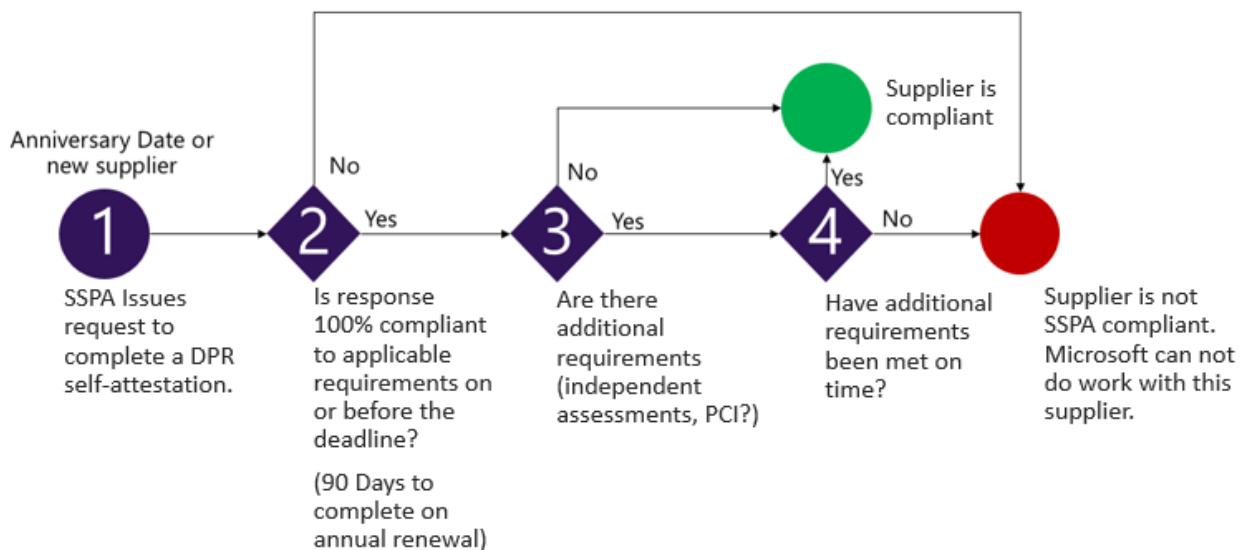 Anniversary Date or
new supplier
1
SSPA Issues
request to
complete a DPR
self-attestation.
No
2
Yes
Is response
100% compliant
to applicable
requirements on
or before the
deadline?
(90 Days to
complete on
annual renewal)
No
3
Yes
Are there
additional
requirements
(independent
assessments, PCI?)
Supplier is
compliant
Yes
4
No
Have additional
requirements
been met on
time?
Supplier is not
SSPA compliant.
Microsoft can not
do work with this
supplier.